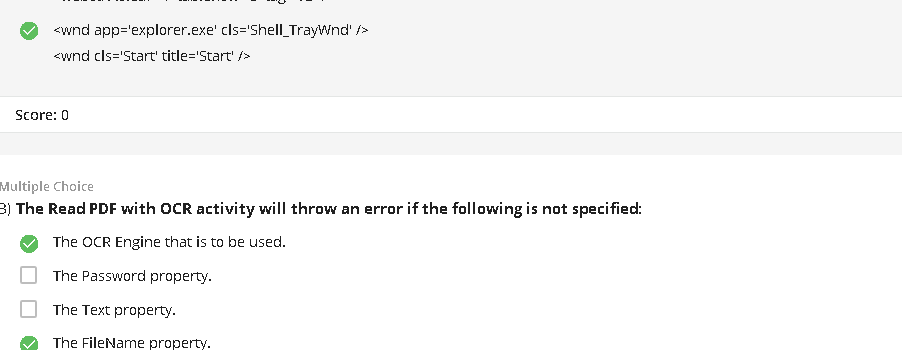 <wnd app='explorer.exe' cls='Shell_TrayWnd' />
<wnd cls='Start' title='Start' />
Score: 0
Multiple Choice
3) The Read PDF with OCR activity will throw an error if the following is not specified:
The OCR Engine that is to be used.
The Password property.
The Text property.
The FileName property.